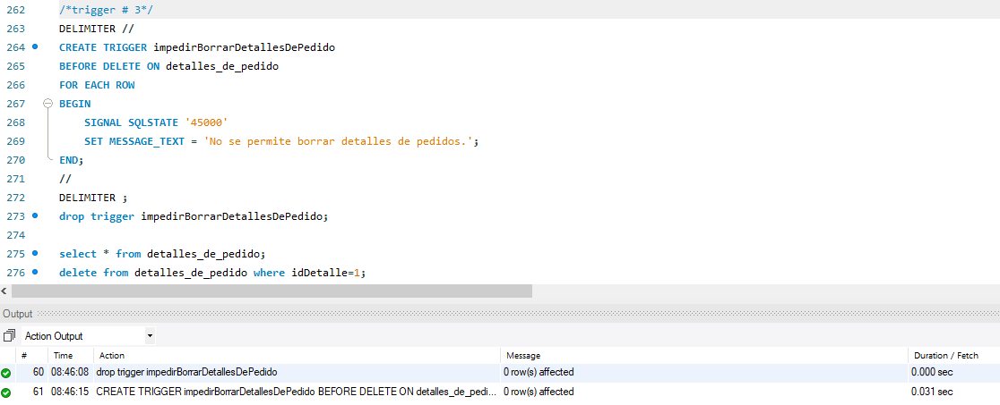 262 /*trigger # 3*/
263 DELIMITER //
264 CREATE TRIGGER impedirBorrarDetallesDePedido
265 BEFORE DELETE ON detalles_de_pedido
266 FOR EACH ROW
267 BEGIN
268 SIGNAL SQLSTATE '45000'
269 SET MESSAGE_TEXT = 'No se permite borrar detalles de pedidos.';
270 END;
271 //
272 DELIMITER ;
273 drop trigger impedirBorrarDetallesDePedido;
274
275 select * from detalles_de_pedido;
276 delete from detalles_de_pedido where idDetalle=1;
Output
Action Output
# Time Action Message Duration / Fetch
60 08:46:08 drop trigger impedirBorrarDetallesDePedido 0 row(s) affected 0.000 sec
61 08:46:15 CREATE TRIGGER impedirBorrarDetallesDePedido BEFORE DELETE ON detalles_de_pedi... 0 row(s) affected 0.031 sec